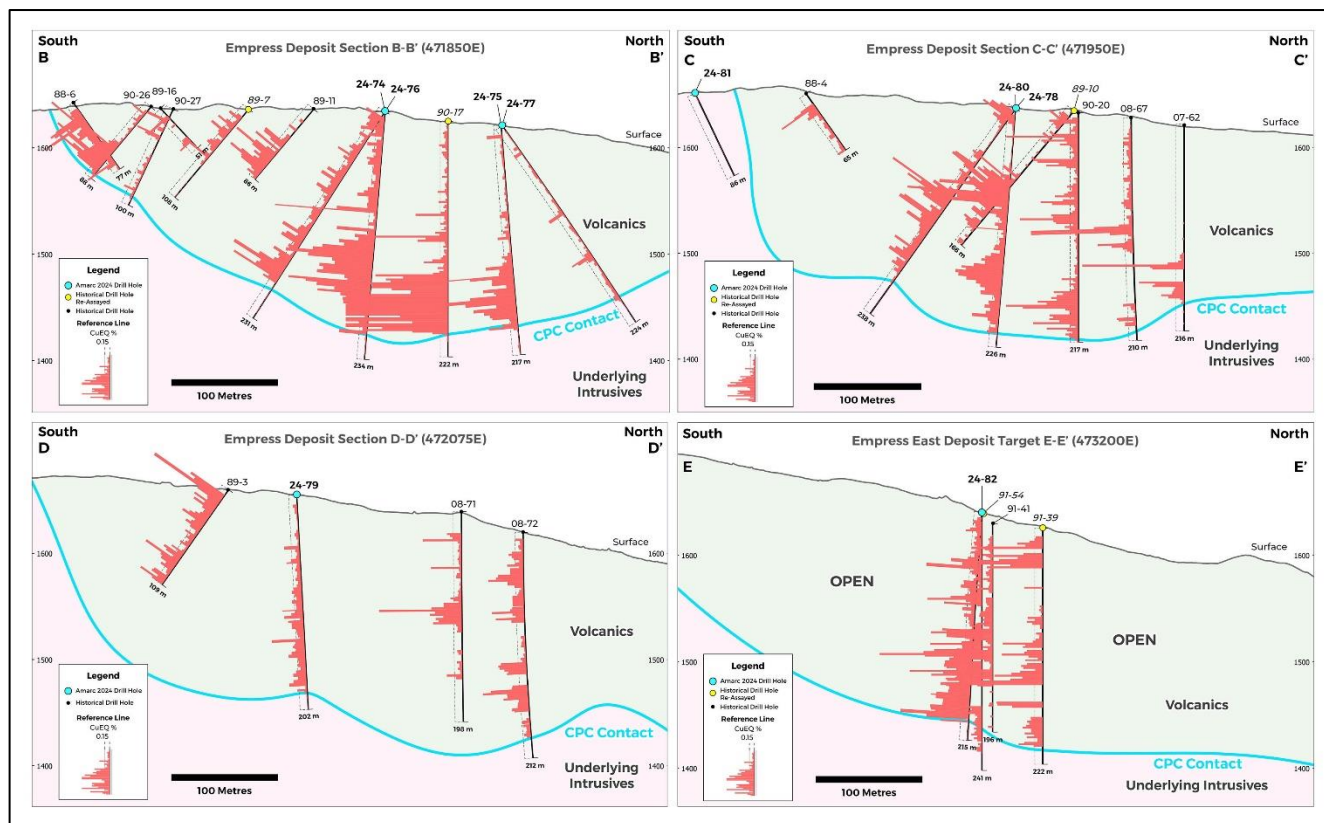 South
B
Empress Deposit Section B-B’ (471850E)
North
B’
88-6
90-26
89-16
90-27
89-7
89-11
24-74
24-76
90-17
24-75
24-77
Surface
1600
1500
1400
77 m
88 m
100 m
108 m
66 m
231 m
234 m
222 m
217 m
224 m
Volcanics
CPC Contact
Underlying
Intrusives
Legend
Amarc 2024 Drill Hole
Historical Drill Hole
Re-Assayed
Historical Drill Hole
Reference Line
CuEQ %
0.15
100 Metres
South
C
Empress Deposit Section C-C’ (471950E)
North
C’
24-81
88-4
24-80
24-78
89-10
90-20
08-67
07-62
Surface
1600
1500
1400
86 m
65 m
166 m
238 m
226 m
217 m
210 m
216 m
Volcanics
CPC Contact
Underlying
Intrusives
Legend
Amarc 2024 Drill Hole
Historical Drill Hole
Re-Assayed
Historical Drill Hole
Reference Line
CuEQ %
0.15
100 Metres
South
D
Empress Deposit Section D-D’ (472075E)
North
D’
89-3
24-79
08-71
08-72
Surface
1600
1500
1400
109 m
202 m
198 m
212 m
Volcanics
CPC Contact
Underlying
Intrusives
Legend
Amarc 2024 Drill Hole
Historical Drill Hole
Reference Line
CuEQ %
0.15
100 Metres
South
E
Empress East Deposit Target E-E’ (473200E)
North
E’
24-82
91-54
91-41
91-39
Surface
1600
1500
1400
OPEN
OPEN
215 m
196 m
241 m
222 m
Volcanics
CPC Contact
Underlying Intrusives
Legend
Amarc 2024 Drill Hole
Historical Drill Hole
Re-Assayed
Historical Drill Hole
Reference Line
CuEQ %
0.15
100 Metres